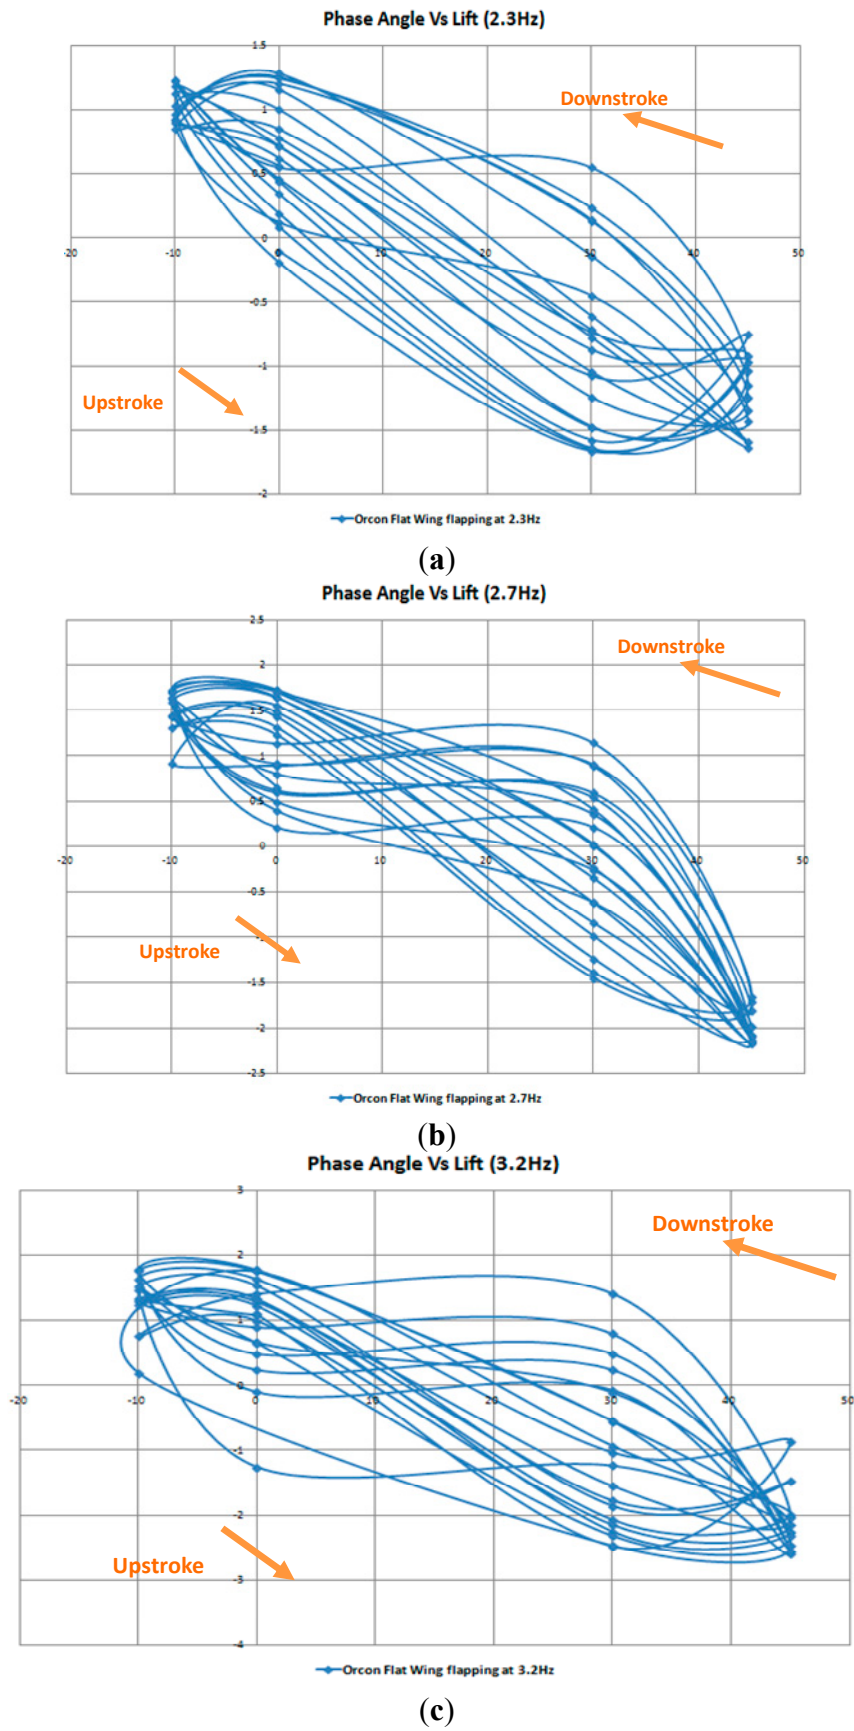 Phase Angle Vs Lift (2.3Hz)
1.5
Downstroke
1
0.5
0
-20 -10 0 10 20 30 40 50
-0.5
-1
Upstroke
-1.5
-2
Orcon Flat Wing flapping at 2.3Hz
(a)
Phase Angle Vs Lift (2.7Hz)
2.5
Downstroke
2
1.5
1
0.5
0
-20 -10 0 10 20 30 40 50
-0.5
-1
Upstroke
-1.5
-2
-2.5
Orcon Flat Wing flapping at 2.7Hz
(b)
Phase Angle Vs Lift (3.2Hz)
3
Downstroke
2
1
0
-20 -10 0 10 20 30 40 50
-1
-2
Upstroke
-3
-4
Orcon Flat Wing flapping at 3.2Hz
(c)